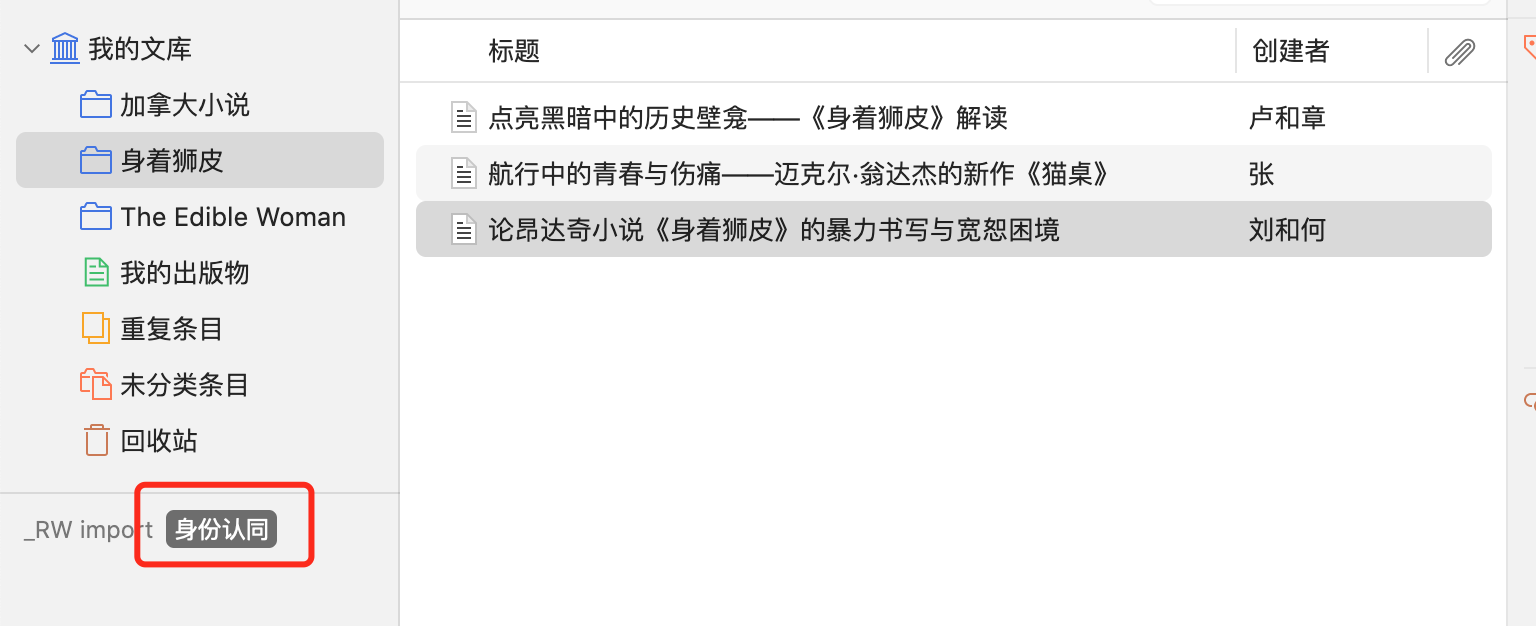 我的文库
加拿大小说
身着狮皮
The Edible Woman
我的出版物
重复条目
未分类条目
回收站
_RW import 身份认同
标题 创建者
点亮黑暗中的历史壁龛——《身着狮皮》解读 卢和章
航行中的青春与伤痛——迈克尔·翁达杰的新作《猫桌》 张
论昂达奇小说《身着狮皮》的暴力书写与宽恕困境 刘和何